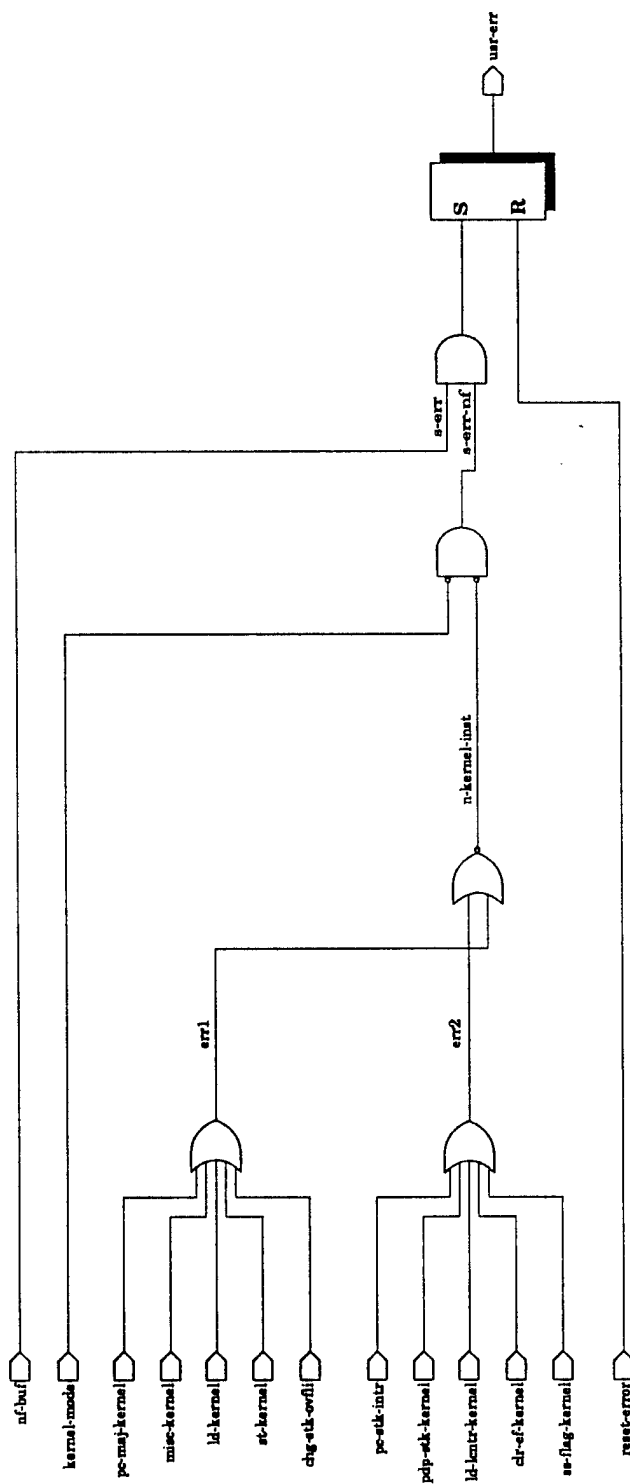 nf-buf
kernel-mode
pc-maj-kernel
misc-kernel
ld-kernel
st-kernel
chg-stk-ovfli
pc-stk-intr
pdp-stk-kernel
ld-lcntr-kernel
clr-ef-kernel
ss-flag-kernel
reset-error
err1
err2
n-kernel-inst
s-err
s-err-nf
S
R
usr-err